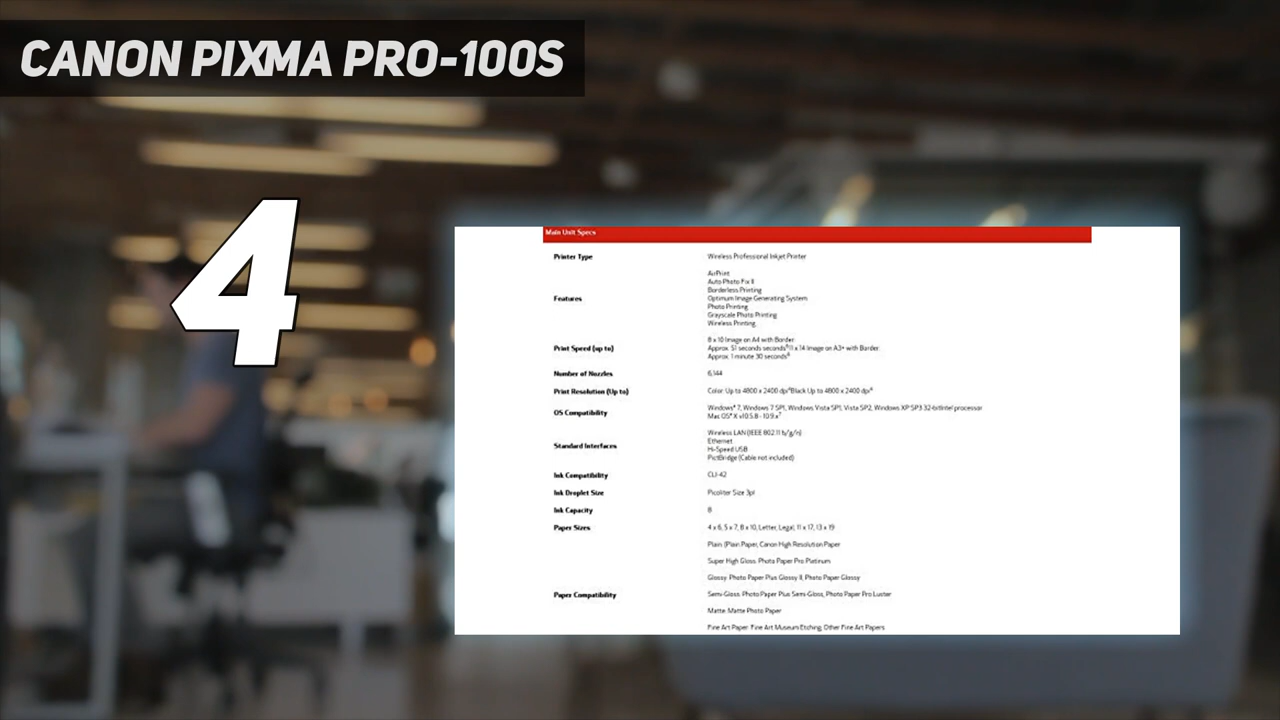 CANON PIXMA PRO-100S
4
Main Unit Specs
Printer Type
Wireless Professional Inkjet Printer
Features
AirPrint
Auto Photo Fix II
Borderless Printing
Optimum Image Generating System
Photo Printing
Grayscale Photo Printing
Wireless Printing
Print Speed (up to)
8 x 10 Image on A4 with Border:
Approx. 51 seconds seconds⁵11 x 14 Image on A3+ with Border:
Approx. 1 minute 30 seconds⁶
Number of Nozzles
6,144
Print Resolution (Up to)
Color: Up to 4800 x 2400 dpi⁴Black Up to 4800 x 2400 dpi⁴
OS Compatibility
Windows® 7, Windows 7 SP1, Windows Vista SP1, Vista SP2, Windows XP SP3 32-bitIntel processor
Mac OS® X v10.5.8 - 10.9.x⁷
Standard Interfaces
Wireless LAN (IEEE 802.11 b/g/n)
Ethernet
Hi-Speed USB
PictBridge (Cable not included)
Ink Compatibility
CLI-42
Ink Droplet Size
Picoliter Size 3pl
Ink Capacity
8
Paper Sizes
4 x 6, 5 x 7, 8 x 10, Letter, Legal, 11 x 17, 13 x 19
Paper Compatibility
Plain: (Plain Paper, Canon High Resolution Paper
Super High Gloss: Photo Paper Pro Platinum
Glossy: Photo Paper Plus Glossy II, Photo Paper Glossy
Semi-Gloss: Photo Paper Plus Semi-Gloss, Photo Paper Pro Luster
Matte: Matte Photo Paper
Fine Art Paper: Fine Art Museum Etching, Other Fine Art Papers